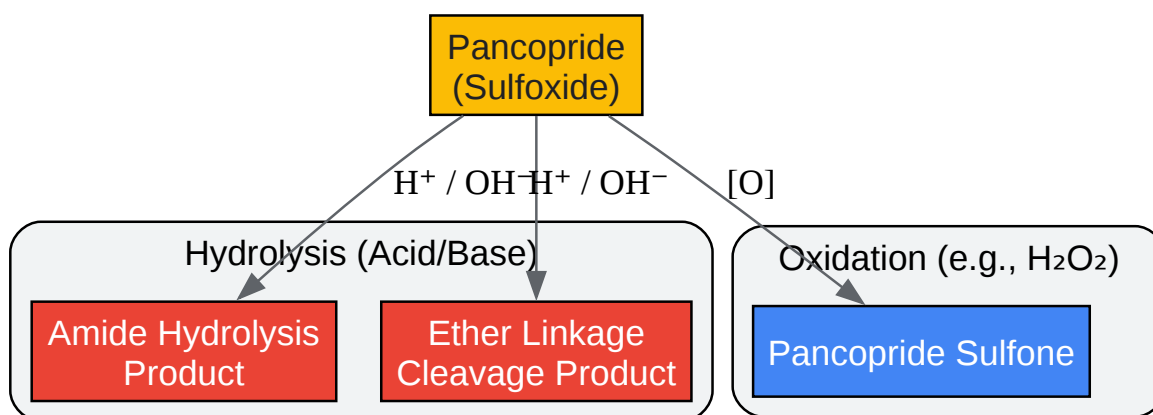 Pancopride
(Sulfoxide)
H⁺ / OH⁻
H⁺ / OH⁻
[O]
Hydrolysis (Acid/Base)
Oxidation (e.g., H₂O₂)
Amide Hydrolysis
Product
Ether Linkage
Cleavage Product
Pancopride Sulfone